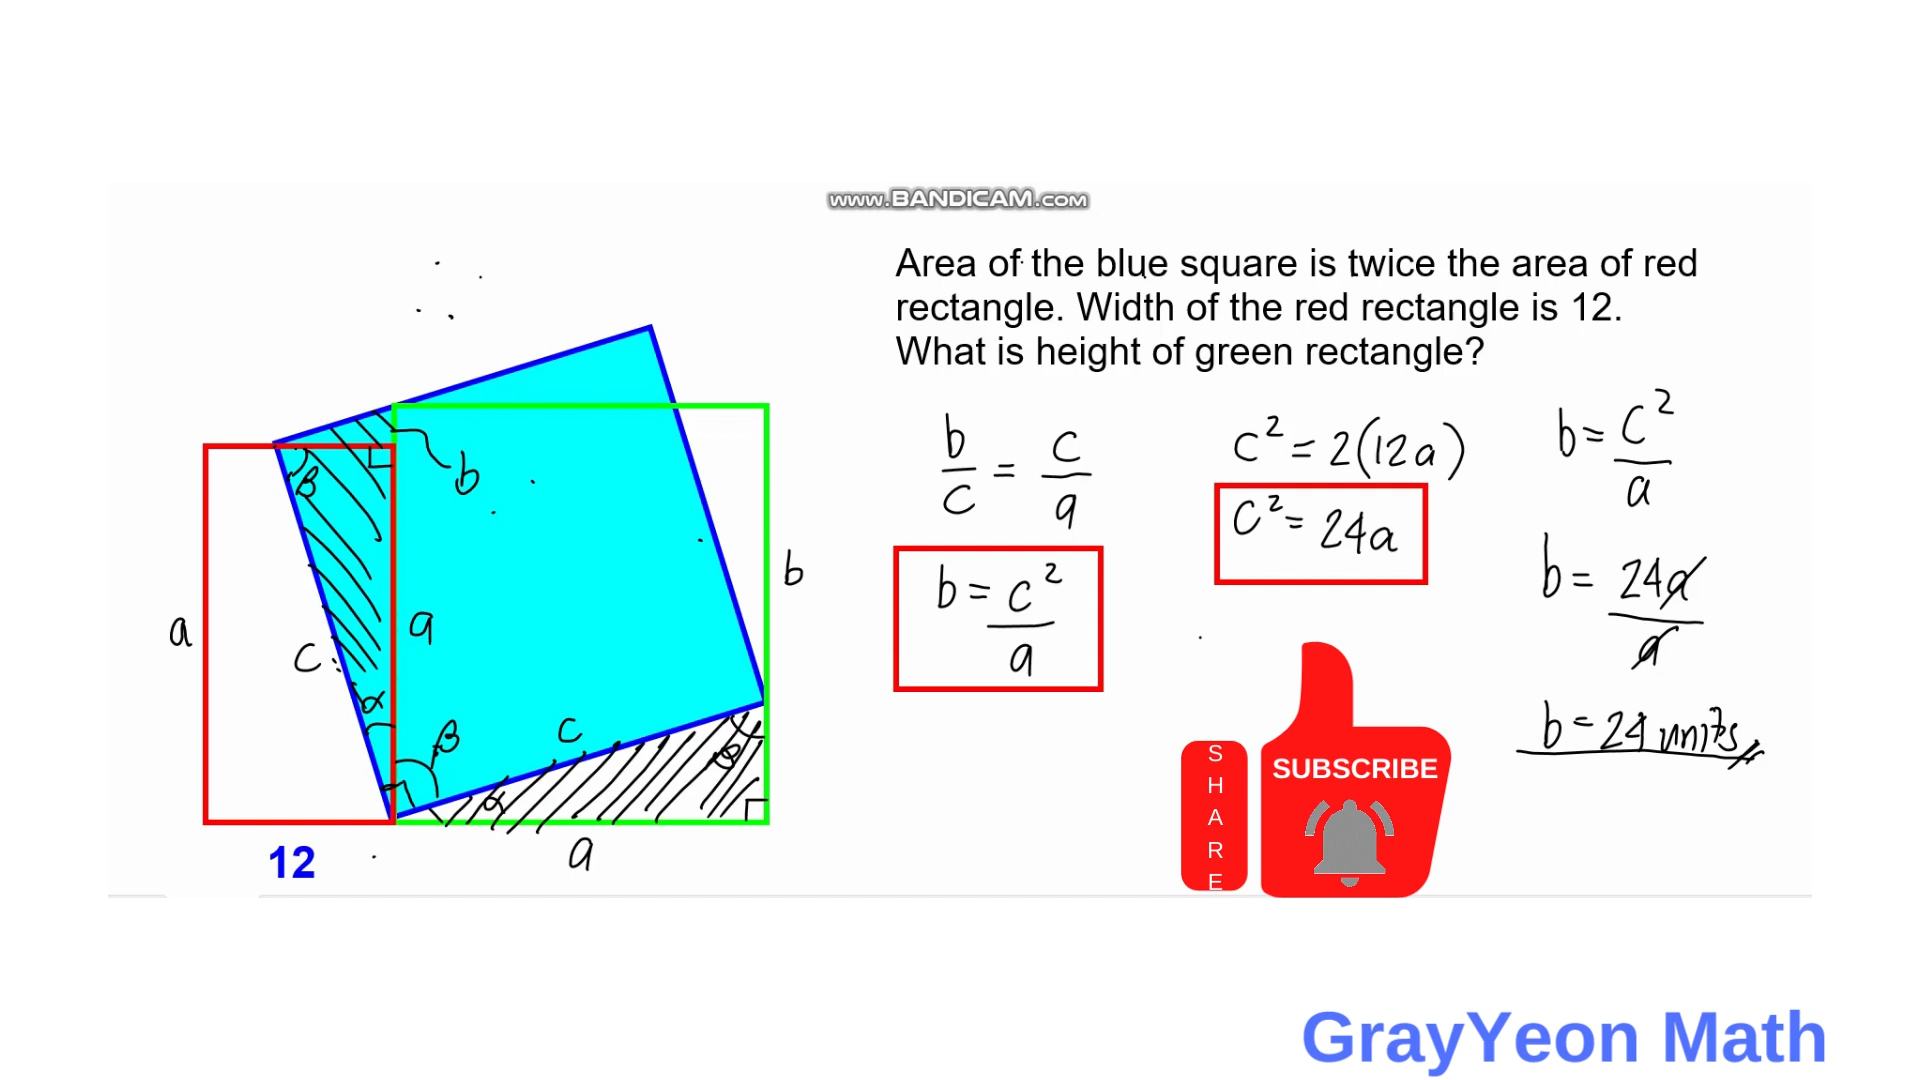 www.BANDICAM.com
Area of the blue square is twice the area of red
rectangle. Width of the red rectangle is 12.
What is height of green rectangle?
b/c = c/a
b = c²/a
c² = 2(12a)
c² = 24a
b = c²/a
b = 24a/a
b = 24 units
b
β
a
a
c
b
α
β
c
β
α
12
a
SHARE
SUBSCRIBE
GrayYeon Math